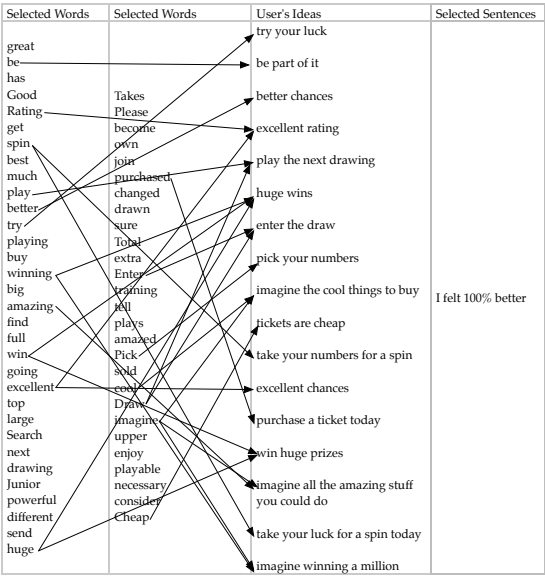 Selected Words
Selected Words
User's Ideas
Selected Sentences
great
be
has
Good
Rating
get
spin
best
much
play
better
try
playing
buy
winning
big
amazing
find
full
win
going
excellent
top
large
Search
next
drawing
Junior
powerful
different
send
huge
Takes
Please
become
own
join
purchased
changed
drawn
sure
Total
extra
Enter
training
tell
plays
amazed
Pick
sold
cool
Draw
imagine
upper
enjoy
playable
necessary
consider
Cheap
try your luck
be part of it
better chances
excellent rating
play the next drawing
huge wins
enter the draw
pick your numbers
imagine the cool things to buy
tickets are cheap
take your numbers for a spin
excellent chances
purchase a ticket today
win huge prizes
imagine all the amazing stuff
you could do
take your luck for a spin today
imagine winning a million
I felt 100% better